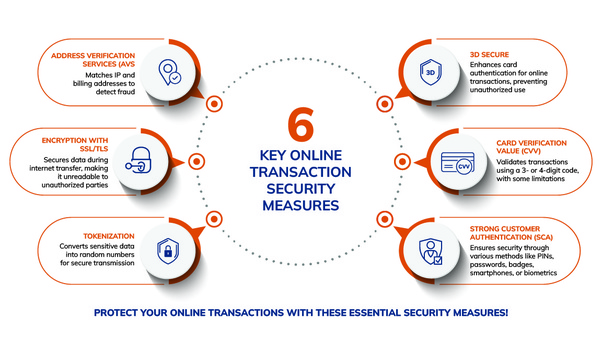 6
KEY ONLINE
TRANSACTION
SECURITY
MEASURES
ADDRESS VERIFICATION
SERVICES (AVS
Matches IP and
billing addresses to
detect fraud
ENCRYPTION WITH
SSL/TLS
Secures data during
internet transfer, making
it unreadable to
unauthorized parties
TOKENIZATION
Converts sensitive data
into random numbers
for secure transmission
3D
3D SECURE
Enhances card
authentication for online
transactions, preventing
unauthorized use
CVV
CARD VERIFICATION
VALUE (CVV)
Validates transactions
using a 3- or 4-digit code,
with some limitations
STRONG CUSTOMER
AUTHENTICATION (SCA)
Ensures security through
various methods like PINs,
passwords, badges,
smartphones, or biometrics
PROTECT YOUR ONLINE TRANSACTIONS WITH THESE ESSENTIAL SECURITY MEASURES!